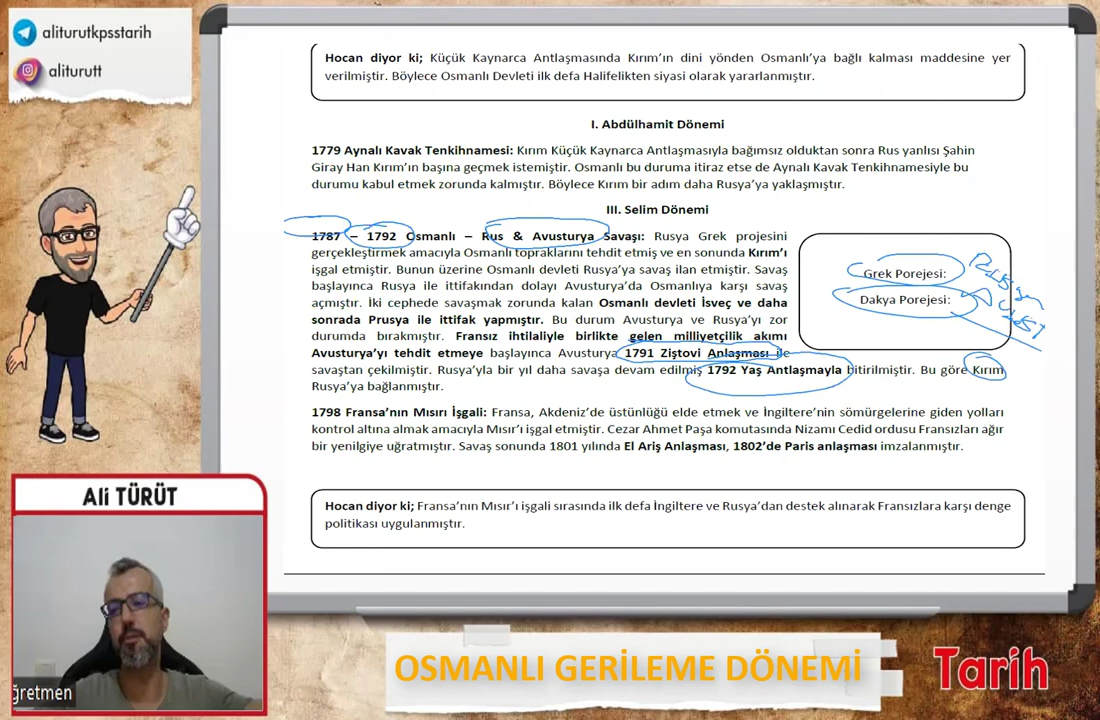 aliturutkpsstarih
aliturutt
Hocan diyor ki; Küçük Kaynarca Antlaşmasında Kırım'ın dini yönden Osmanlı'ya bağlı kalması maddesine yer
verilmiştir. Böylece Osmanlı Devleti ilk defa Halifelikten siyasi olarak yararlanmıştır.
I. Abdülhamit Dönemi
1779 Aynalı Kavak Tenkihnamesi: Kırım Küçük Kaynarca Antlaşmasıyla bağımsız olduktan sonra Rus yanlısı Şahin
Giray Han Kırım'ın başına geçmek istemiştir. Osmanlı bu duruma itiraz etse de Aynalı Kavak Tenkihnamesiyle bu
durumu kabul etmek zorunda kalmıştır. Böylece Kırım bir adım daha Rusya'ya yaklaşmıştır.
III. Selim Dönemi
1787 – 1792 Osmanlı – Rus & Avusturya Savaşı: Rusya Grek projesini
gerçekleştirmek amacıyla Osmanlı topraklarını tehdit etmiş ve en sonunda Kırım'ı
işgal etmiştir. Bunun üzerine Osmanlı devleti Rusya'ya savaş ilan etmiştir. Savaş
başlayınca Rusya ile ittifakından dolayı Avusturya'da Osmanlıya karşı savaş
açmıştır. İki cephede savaşmak zorunda kalan Osmanlı devleti İsveç ve daha
sonrada Prusya ile ittifak yapmıştır. Bu durum Avusturya ve Rusya'yı zor
durumda bırakmıştır. Fransız ihtilaliyle birlikte gelen milliyetçilik akımı
Avusturya'yı tehdit etmeye başlayınca Avusturya 1791 Ziştovi Anlaşması ile
savaştan çekilmiştir. Rusya'yla bir yıl daha savaşa devam edilmiş 1792 Yaş Antlaşmayla bitirilmiştir. Bu göre Kırım
Rusya'ya bağlanmıştır.
Grek Porejesi:
Dakya Porejesi:
1798 Fransa'nın Mısırı İşgali: Fransa, Akdeniz'de üstünlüğü elde etmek ve İngiltere'nin sömürgelerine giden yolları
kontrol altına almak amacıyla Mısır'ı işgal etmiştir. Cezar Ahmet Paşa komutasında Nizamı Cedid ordusu Fransızları ağır
bir yenilgiye uğratmıştır. Savaş sonunda 1801 yılında El Ariş Anlaşması, 1802'de Paris anlaşması imzalanmıştır.
Hocan diyor ki; Fransa'nın Mısır'ı işgali sırasında ilk defa İngiltere ve Rusya'dan destek alınarak Fransızlara karşı denge
politikası uygulanmıştır.
Ali TÜRÜT
ğretmen
OSMANLI GERİLEME DÖNEMİ
Tarih